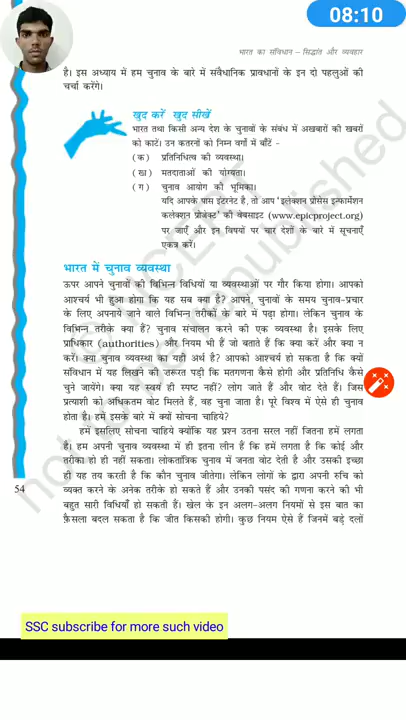 08:10
भारत का संविधान – सिद्धांत और व्यवहार
है। इस अध्याय में हम चुनाव के बारे में संवैधानिक प्रावधानों के इन दो पहलुओं की
चर्चा करेंगे।
खुद करें खुद सीखें
भारत तथा किसी अन्य देश के चुनावों के संबंध में अखबारों की खबरों
को काटें। उन कतरनों को निम्न वर्गों में बाँटें -
(क) प्रतिनिधित्व की व्यवस्था।
(ख) मतदाताओं की योग्यता।
(ग) चुनाव आयोग की भूमिका।
यदि आपके पास इंटरनेट है, तो आप ‘इलेक्शन प्रोसेस इन्फार्मेशन
कलेक्शन प्रोजेक्ट’ की वेबसाइट (www.epicproject.org)
पर जाएँ और इन विषयों पर चार देशों के बारे में सूचनाएँ
एकत्र करें।
भारत में चुनाव व्यवस्था
ऊपर आपने चुनावों की विभिन्न विधियों या व्यवस्थाओं पर गौर किया होगा। आपको
आश्चर्य भी हुआ होगा कि यह सब क्या है? आपने, चुनावों के समय चुनाव-प्रचार
के लिए अपनाये जाने वाले विभिन्न तरीकों के बारे में पढ़ा होगा। लेकिन चुनाव के
विभिन्न तरीके क्या हैं? चुनाव संचालन करने की एक व्यवस्था है। इसके लिए
प्राधिकार (authorities) और नियम भी हैं जो बताते हैं कि क्या करें और क्या न
करें। क्या चुनाव व्यवस्था का यही अर्थ है? आपको आश्चर्य हो सकता है कि क्यों
संविधान में यह लिखने की ज़रूरत पड़ी कि मतगणना कैसे होगी और प्रतिनिधि कैसे
चुने जायेंगे। क्या यह स्वयं ही स्पष्ट नहीं? लोग जाते हैं और वोट देते हैं। जिस
प्रत्याशी को अधिकतम वोट मिलते हैं, वह चुना जाता है। पूरे विश्व में ऐसे ही चुनाव
होता है। हमें इसके बारे में क्यों सोचना चाहिये?
हमें इसलिए सोचना चाहिये क्योंकि यह प्रश्न उतना सरल नहीं जितना हमें लगता
है। हम अपनी चुनाव व्यवस्था में ही इतना लीन हैं कि हमें लगता है कि कोई और
तरीका हो ही नहीं सकता। लोकतांत्रिक चुनाव में जनता वोट देती है और उसकी इच्छा
ही यह तय करती है कि कौन चुनाव जीतेगा। लेकिन लोगों के द्वारा अपनी रुचि को
व्यक्त करने के अनेक तरीके हो सकते हैं और उनकी पसंद की गणना करने की भी
बहुत सारी विधियाँ हो सकती हैं। खेल के इन अलग-अलग नियमों से इस बात का
फ़ैसला बदल सकता है कि जीत किसकी होगी। कुछ नियम ऐसे हैं जिनमें बड़े दलों
54
not to be republished
SSC subscribe for more such video